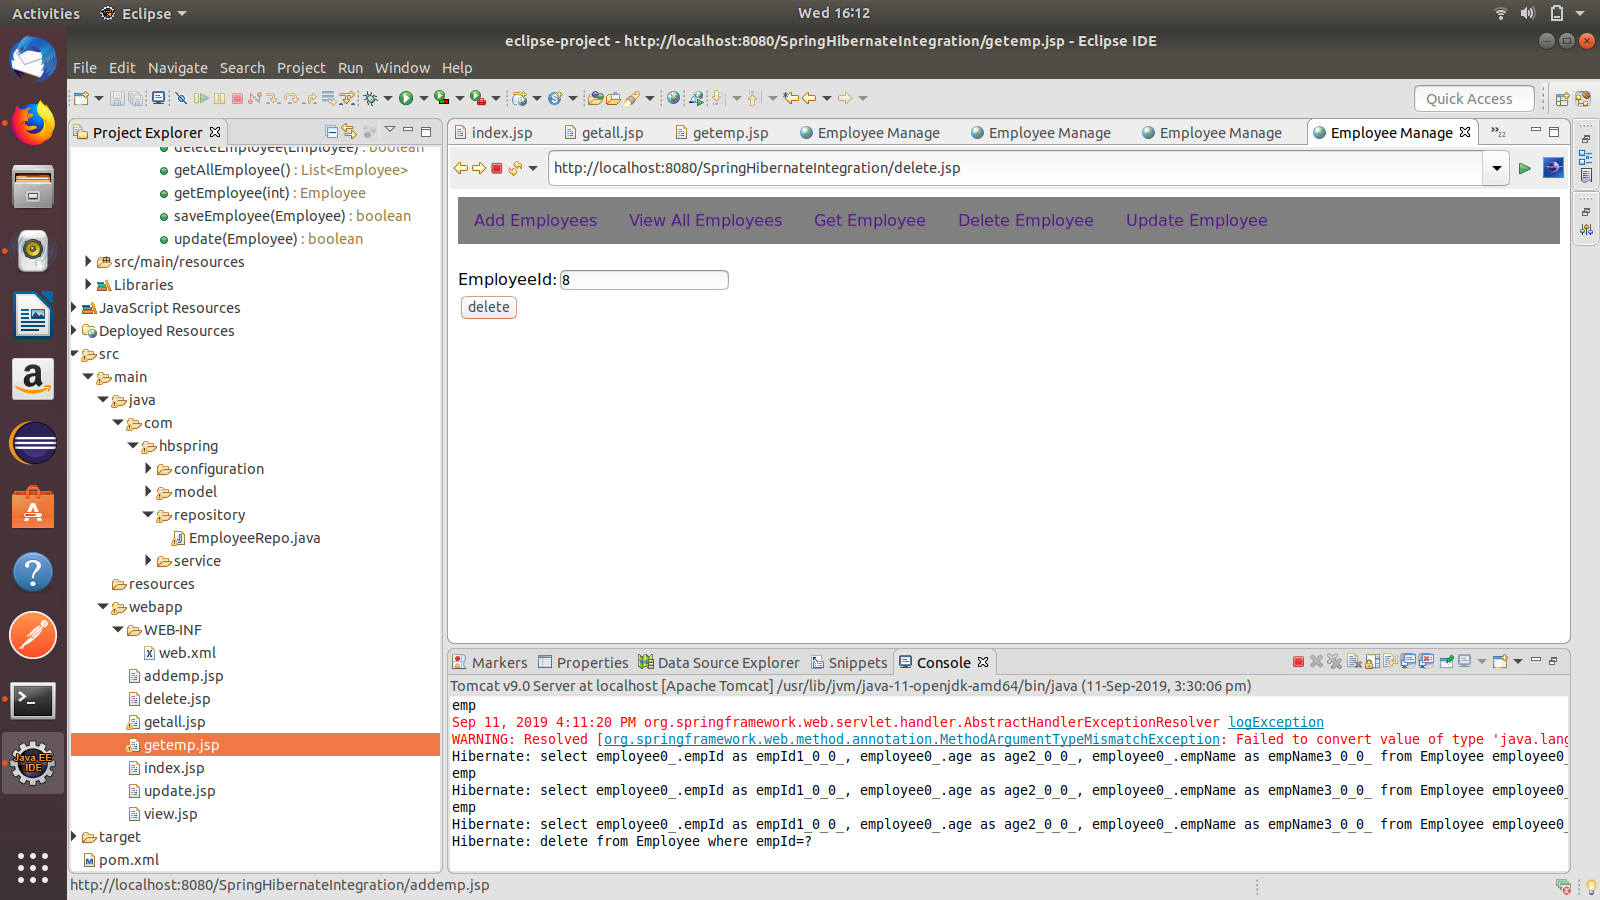 Activities Eclipse Wed 16:12
eclipse-project - http://localhost:8080/SpringHibernateIntegration/getemp.jsp - Eclipse IDE
File Edit Navigate Search Project Run Window Help
Quick Access
Project Explorer
deleteEmployee(Employee) : boolean
getAllEmployee() : List<Employee>
getEmployee(int) : Employee
saveEmployee(Employee) : boolean
update(Employee) : boolean
src/main/resources
Libraries
JavaScript Resources
Deployed Resources
src
main
java
com
hbspring
configuration
model
repository
EmployeeRepo.java
service
resources
webapp
WEB-INF
web.xml
addemp.jsp
delete.jsp
getall.jsp
getemp.jsp
index.jsp
update.jsp
view.jsp
target
pom.xml
index.jsp getall.jsp getemp.jsp Employee Manage Employee Manage Employee Manage Employee Manage »22
http://localhost:8080/SpringHibernateIntegration/delete.jsp
Add Employees View All Employees Get Employee Delete Employee Update Employee
EmployeeId: 8
delete
Markers Properties Data Source Explorer Snippets Console
Tomcat v9.0 Server at localhost [Apache Tomcat] /usr/lib/jvm/java-11-openjdk-amd64/bin/java (11-Sep-2019, 3:30:06 pm)
emp
Sep 11, 2019 4:11:20 PM org.springframework.web.servlet.handler.AbstractHandlerExceptionResolver logException
WARNING: Resolved [org.springframework.web.method.annotation.MethodArgumentTypeMismatchException: Failed to convert value of type 'java.lang
Hibernate: select employee0_.empId as empId1_0_0_, employee0_.age as age2_0_0_, employee0_.empName as empName3_0_0_ from Employee employee0_
emp
Hibernate: select employee0_.empId as empId1_0_0_, employee0_.age as age2_0_0_, employee0_.empName as empName3_0_0_ from Employee employee0_
emp
Hibernate: select employee0_.empId as empId1_0_0_, employee0_.age as age2_0_0_, employee0_.empName as empName3_0_0_ from Employee employee0_
Hibernate: delete from Employee where empId=?
Java EE
IDE
http://localhost:8080/SpringHibernateIntegration/addemp.jsp